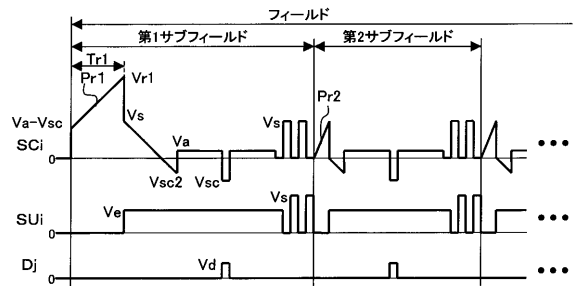 フィールド
第1サブフィールド 第2サブフィールド
Tr1
Pr1 Vr1
Va-Vsc Vs Va Vs Pr2
SCi 0 •••
Vsc2 Vsc
Ve Vs
SUi 0 •••
Dj Vd
0 •••